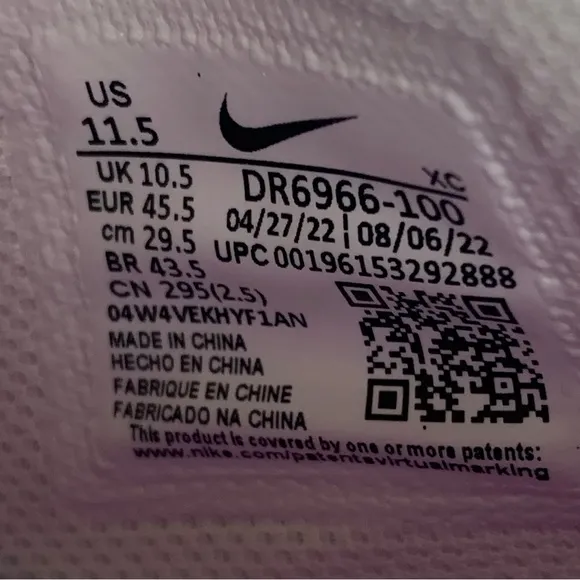 US
11.5
UK 10.5
EUR 45.5
cm 29.5
BR 43.5
CN 295(2.5)
04W4VEKHYF1AN
XC
DR6966-100
04/27/22 | 08/06/22
UPC 00196153292888
MADE IN CHINA
HECHO EN CHINA
FABRIQUE EN CHINE
FABRICADO NA CHINA
This product is covered by one or more patents:
www.nike.com/patentsvirtualmarking